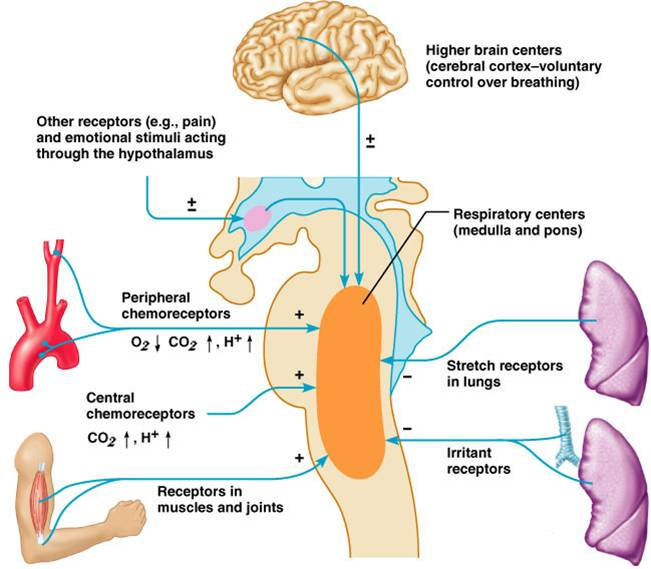 Higher brain centers
(cerebral cortex–voluntary
control over breathing)
Other receptors (e.g., pain)
and emotional stimuli acting
through the hypothalamus
±
±
Respiratory centers
(medulla and pons)
Peripheral
chemoreceptors
+
O2 ↓ CO2 ↑, H+ ↑
Stretch receptors
in lungs
–
Central
chemoreceptors
+
CO2 ↑, H+ ↑
–
Irritant
receptors
+
Receptors in
muscles and joints